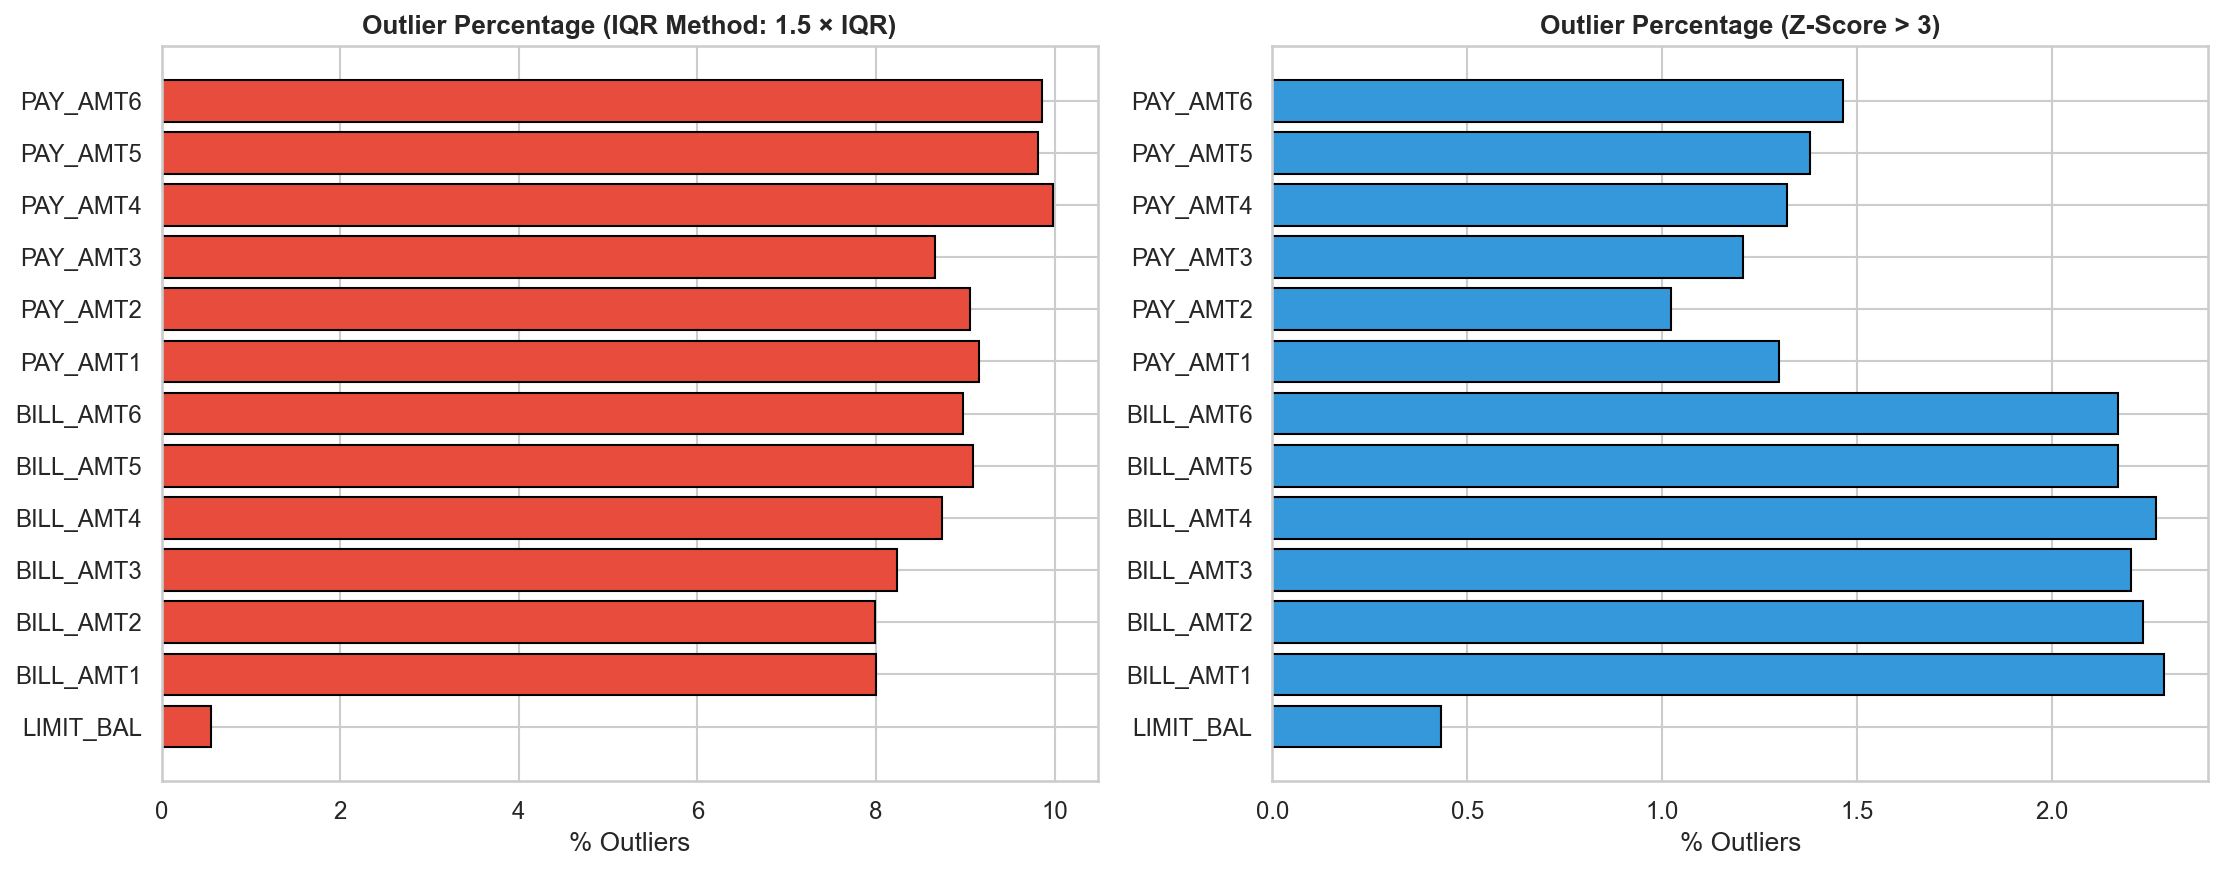 Outlier Percentage (IQR Method: 1.5 × IQR)
PAY_AMT6
PAY_AMT5
PAY_AMT4
PAY_AMT3
PAY_AMT2
PAY_AMT1
BILL_AMT6
BILL_AMT5
BILL_AMT4
BILL_AMT3
BILL_AMT2
BILL_AMT1
LIMIT_BAL
0 2 4 6 8 10
% Outliers
Outlier Percentage (Z-Score > 3)
PAY_AMT6
PAY_AMT5
PAY_AMT4
PAY_AMT3
PAY_AMT2
PAY_AMT1
BILL_AMT6
BILL_AMT5
BILL_AMT4
BILL_AMT3
BILL_AMT2
BILL_AMT1
LIMIT_BAL
0.0 0.5 1.0 1.5 2.0
% Outliers